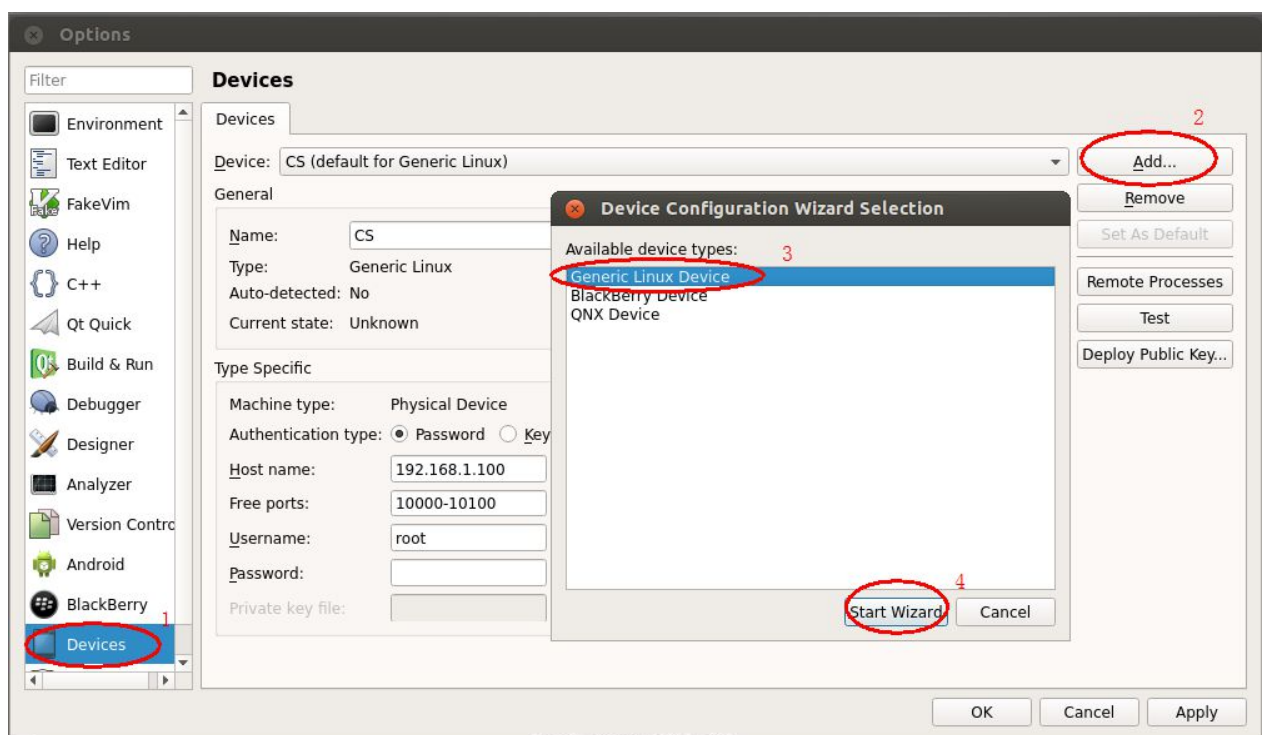 Options
Filter
Devices
Environment
Text Editor
FakeVim
Help
C++
Qt Quick
Build & Run
Debugger
Designer
Analyzer
Version Contro
Android
BlackBerry
1
Devices
Devices
2
Device: CS (default for Generic Linux)
Add...
General
Remove
Name: CS
Set As Default
Type: Generic Linux
Auto-detected: No
Remote Processes
Current state: Unknown
Test
Deploy Public Key...
Type Specific
Machine type: Physical Device
Authentication type: Password Key
Host name: 192.168.1.100
Free ports: 10000-10100
Username: root
Password:
Private key file:
Device Configuration Wizard Selection
Available device types:
3
Generic Linux Device
BlackBerry Device
QNX Device
4
Start Wizard Cancel
OK Cancel Apply